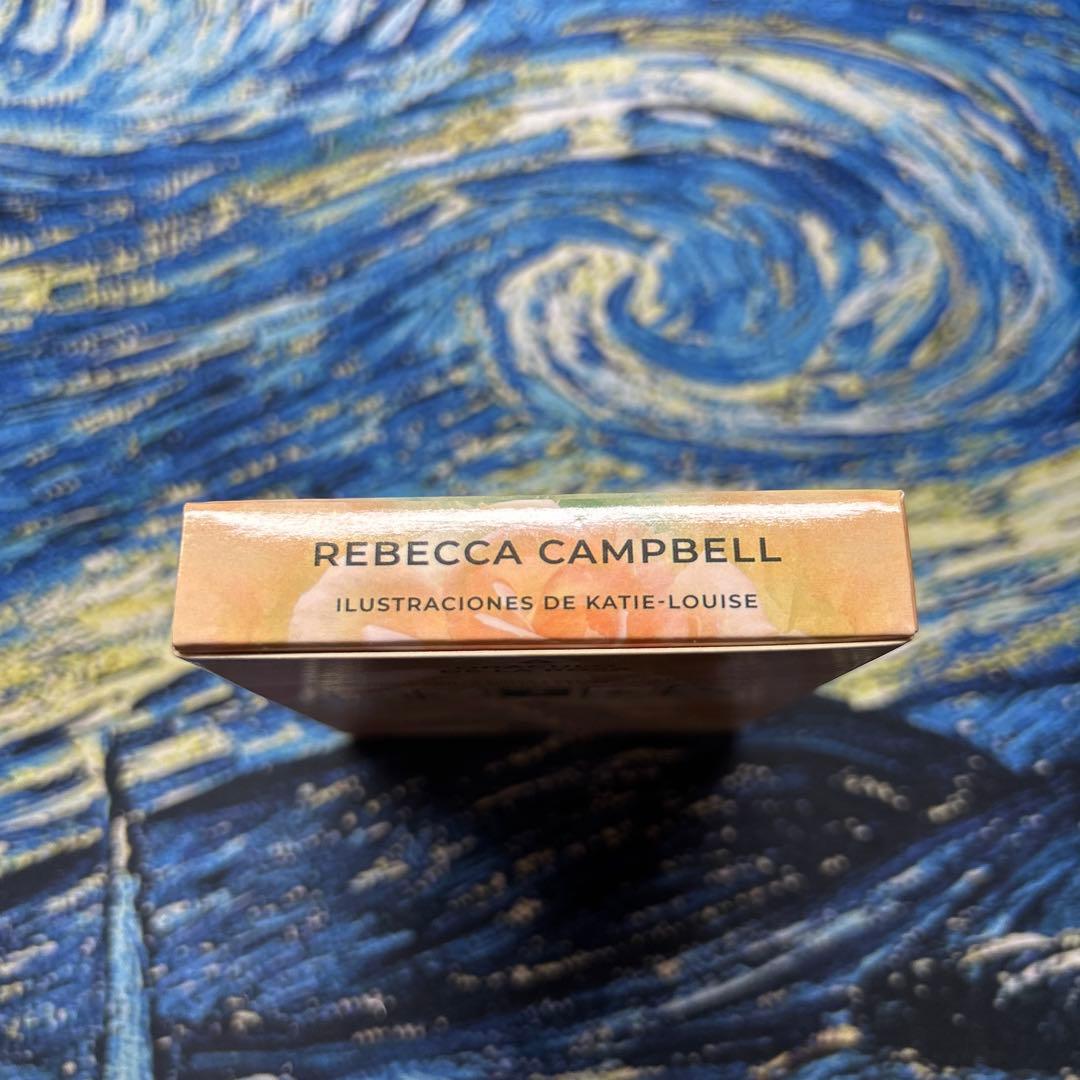 REBECCA CAMPBELL
ILUSTRACIONES DE KATIE-LOUISE